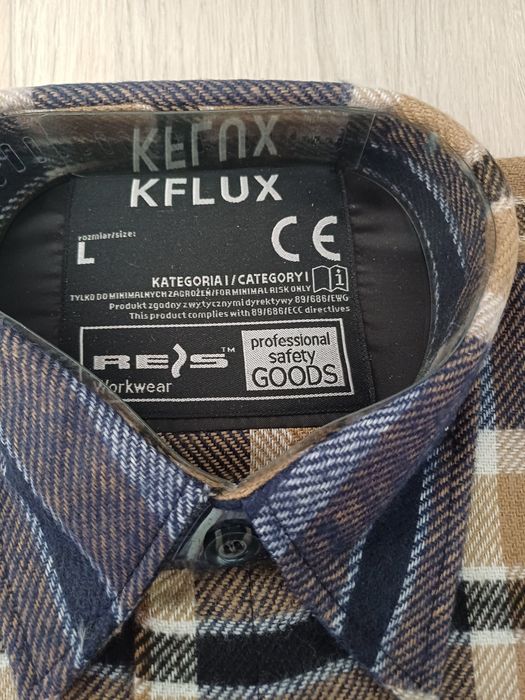 KFLUX
KFLUX
rozmiar/size:
L
CE
KATEGORIA I / CATEGORY I
i
TYLKO DO MINIMALNYCH ZAGROŻEŃ/FOR MINIMAL RISK ONLY
Produkt zgodny z wytycznymi dyrektywy 89/686/EWG
This product complies with 89/686/ECC directives
REJS™
Workwear
professional
safety
GOODS